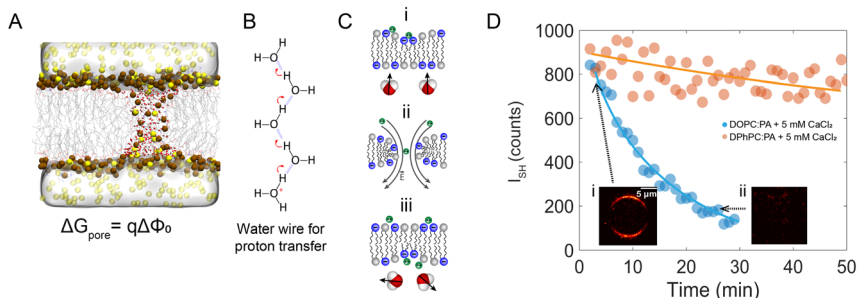 A
ΔG_pore = qΔΦ₀
B
H
O
H
H
O–H
H
O
H
H
O–H
H
O
+
H
Water wire for
proton transfer
C
i
ii
E
iii
D
I_SH (counts)
1000
800
600
400
200
0
DOPC:PA + 5 mM CaCl₂
DPhPC:PA + 5 mM CaCl₂
i
5 μm
ii
0
10
20
30
40
50
Time (min)